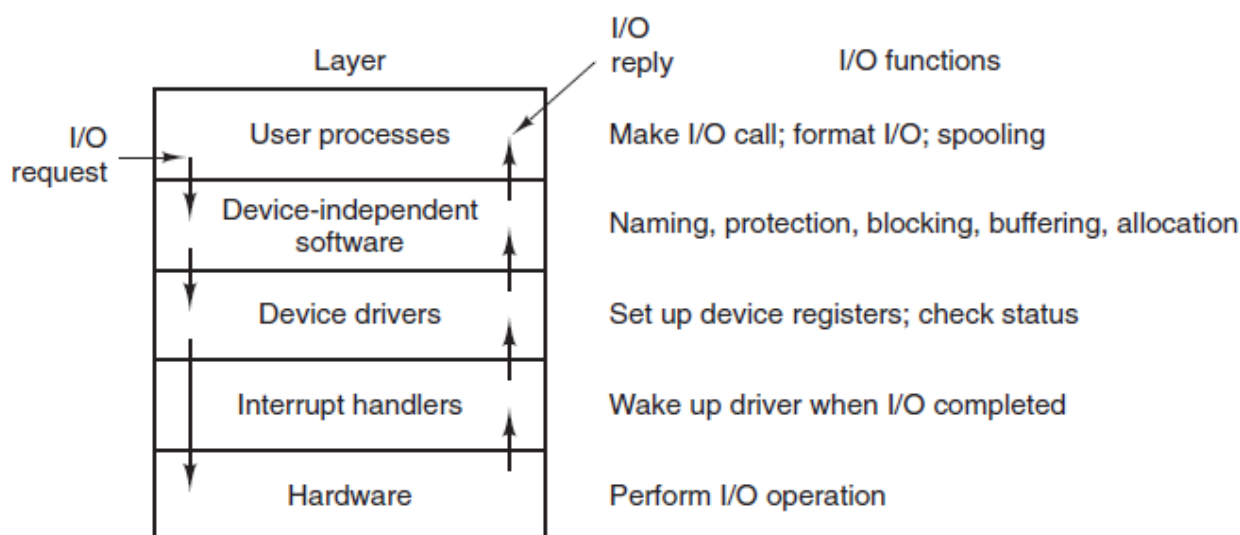 I/O
reply
Layer
I/O functions
I/O
request
User processes
Make I/O call; format I/O; spooling
Device-independent
software
Naming, protection, blocking, buffering, allocation
Device drivers
Set up device registers; check status
Interrupt handlers
Wake up driver when I/O completed
Hardware
Perform I/O operation